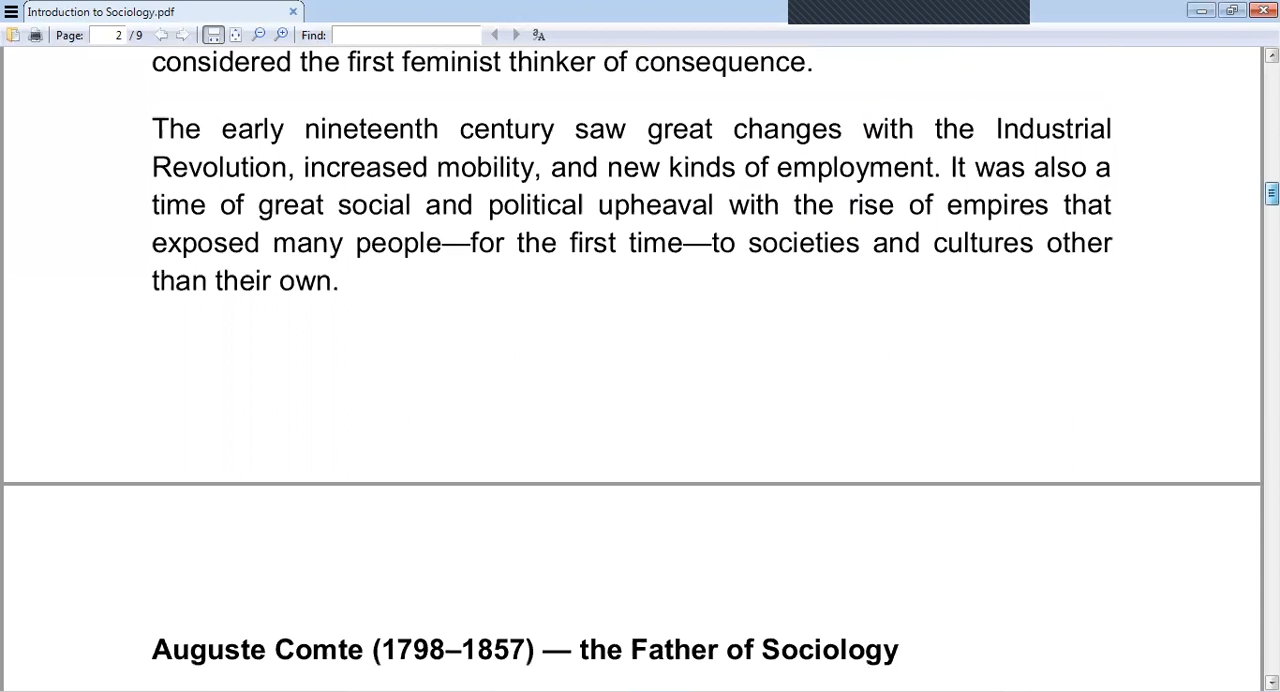 Introduction to Sociology.pdf
Page: 2 / 9 Find:
considered the first feminist thinker of consequence.
The early nineteenth century saw great changes with the Industrial
Revolution, increased mobility, and new kinds of employment. It was also a
time of great social and political upheaval with the rise of empires that
exposed many people—for the first time—to societies and cultures other
than their own.
Auguste Comte (1798–1857) — the Father of Sociology